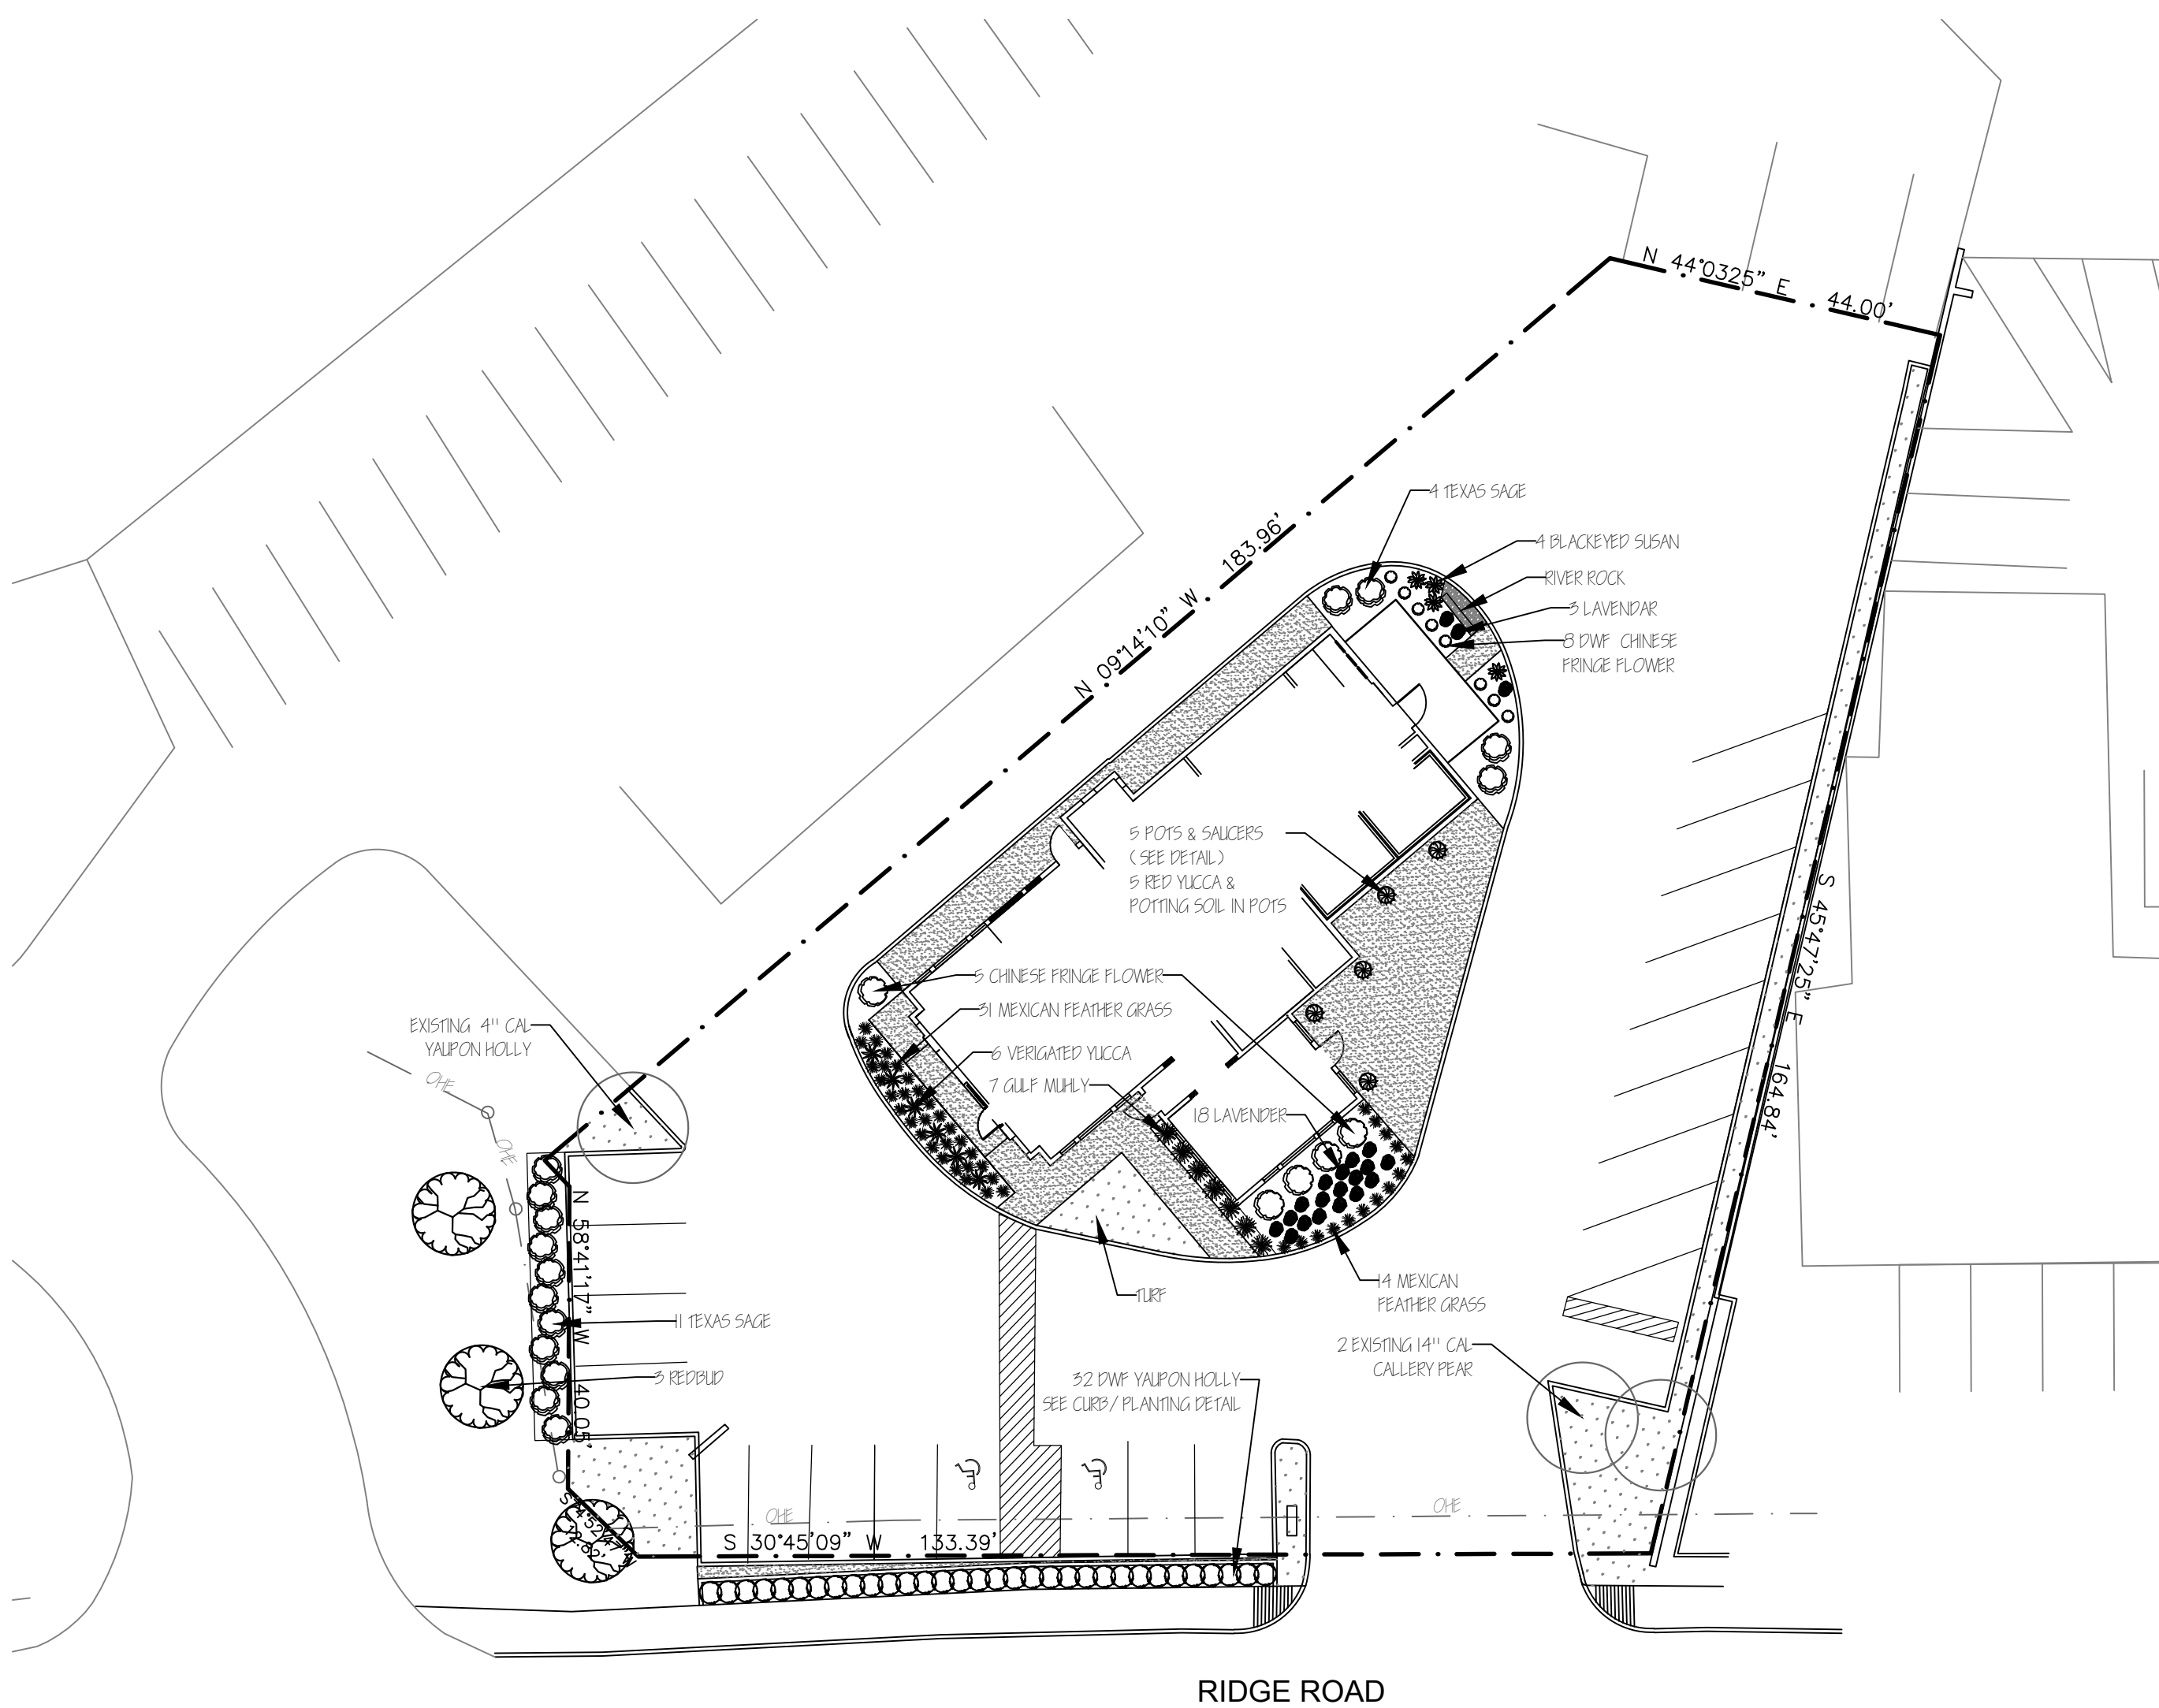 N 44°0325” E 44.00’
4 TEXAS SAGE
183.96’
N 09°14’10” W
4 BLACKEYED SUSAN
RIVER ROCK
3 LAVENDAR
8 DWF CHINESE
FRINGE FLOWER
5 POTS & SAUCERS
( SEE DETAIL)
5 RED YUCCA &
POTTING SOIL IN POTS
S 45°47’25” E 164.84’
5 CHINESE FRINGE FLOWER
31 MEXICAN FEATHER GRASS
EXISTING 4" CAL
YAUPON HOLLY
OHE
6 VERIGATED YUCCA
7 GULF MUHLY
18 LAVENDER
OHE
N 58°41’17” W 40.05’
14 MEXICAN
FEATHER GRASS
TURF
11 TEXAS SAGE
2 EXISTING 14" CAL
CALLERY PEAR
3 REDBUD
32 DWF YAUPON HOLLY
SEE CURB/ PLANTING DETAIL
OHE
OHE
S 30°45’09” W 133.39’
RIDGE ROAD